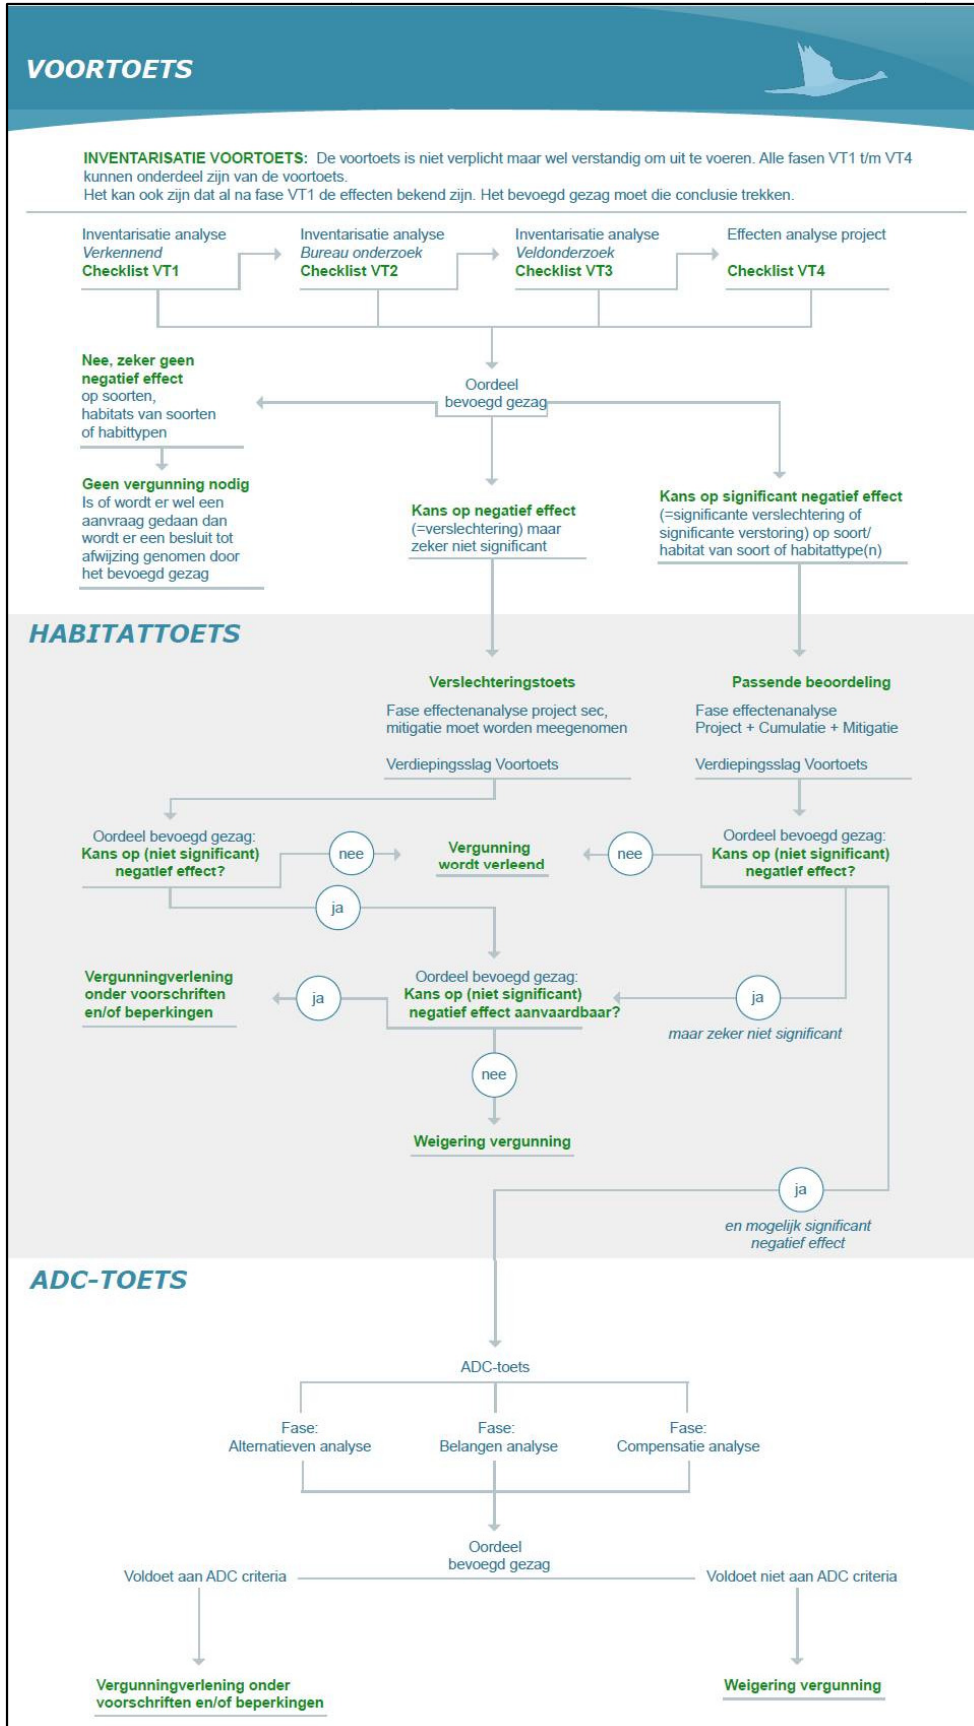 VOORTOETS
INVENTARISATIE VOORTOETS: De voortoets is niet verplicht maar wel verstandig om uit te voeren. Alle fasen VT1 t/m VT4
kunnen onderdeel zijn van de voortoets.
Het kan ook zijn dat al na fase VT1 de effecten bekend zijn. Het bevoegd gezag moet die conclusie trekken.
Inventarisatie analyse
Verkennend
Checklist VT1
Inventarisatie analyse
Bureau onderzoek
Checklist VT2
Inventarisatie analyse
Veldonderzoek
Checklist VT3
Effecten analyse project
Checklist VT4
Oordeel
bevoegd gezag
Nee, zeker geen
negatief effect
op soorten,
habitats van soorten
of habittypen
Geen vergunning nodig
Is of wordt er wel een
aanvraag gedaan dan
wordt er een besluit tot
afwijzing genomen door
het bevoegd gezag
Kans op negatief effect
(=verslechtering) maar
zeker niet significant
Kans op significant negatief effect
(=significante verslechtering of
significante verstoring) op soort/
habitat van soort of habitattype(n)
HABITATTOETS
Verslechteringstoets
Fase effectenanalyse project sec,
mitigatie moet worden meegenomen
Verdiepingsslag Voortoets
Passende beoordeling
Fase effectenanalyse
Project + Cumulatie + Mitigatie
Verdiepingsslag Voortoets
Oordeel bevoegd gezag:
Kans op (niet significant)
negatief effect?
nee
Vergunning
wordt verleend
nee
Oordeel bevoegd gezag:
Kans op (niet significant)
negatief effect?
ja
Vergunningverlening
onder voorschriften
en/of beperkingen
ja
Oordeel bevoegd gezag:
Kans op (niet significant)
negatief effect aanvaardbaar?
ja
maar zeker niet significant
nee
Weigering vergunning
ja
en mogelijk significant
negatief effect
ADC-TOETS
ADC-toets
Fase:
Alternatieven analyse
Fase:
Belangen analyse
Fase:
Compensatie analyse
Oordeel
bevoegd gezag
Voldoet aan ADC criteria
Voldoet niet aan ADC criteria
Vergunningverlening onder
voorschriften en/of beperkingen
Weigering vergunning